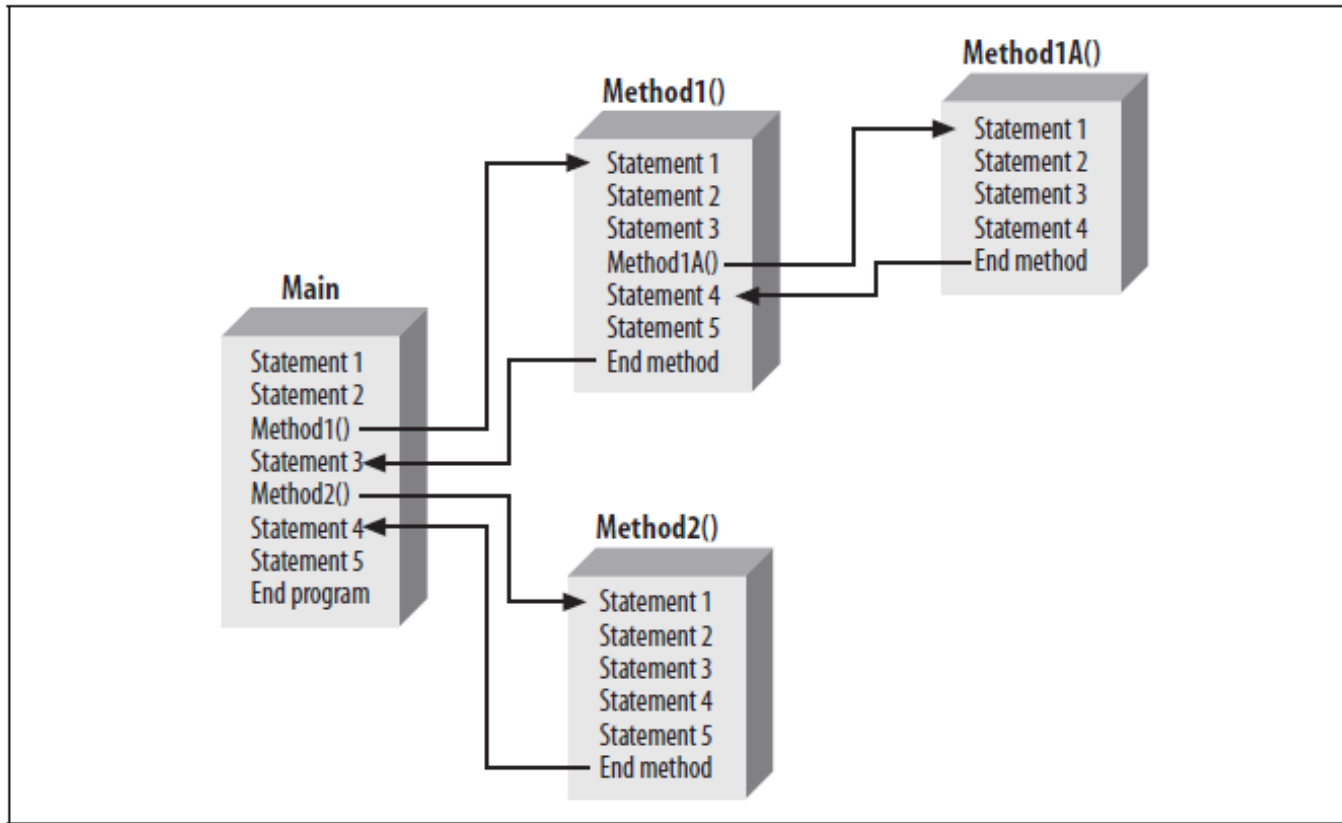 Main
Statement 1
Statement 2
Method1()
Statement 3
Method2()
Statement 4
Statement 5
End program
Method1()
Statement 1
Statement 2
Statement 3
Method1A()
Statement 4
Statement 5
End method
Method1A()
Statement 1
Statement 2
Statement 3
Statement 4
End method
Method2()
Statement 1
Statement 2
Statement 3
Statement 4
Statement 5
End method